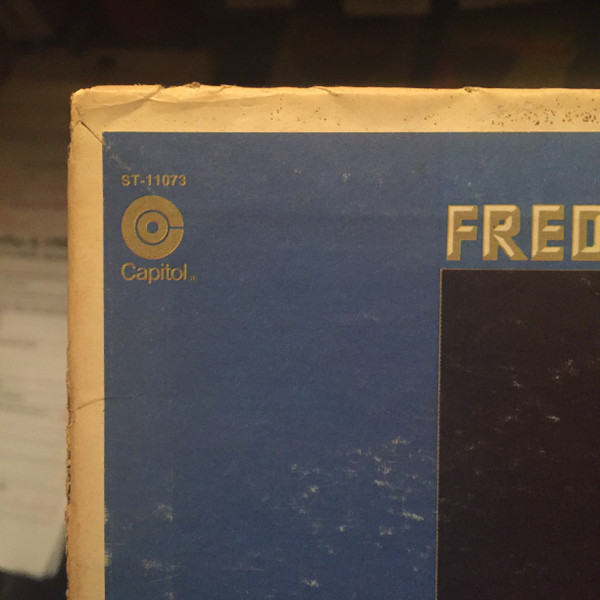 ST-11073
Capitol
FRED